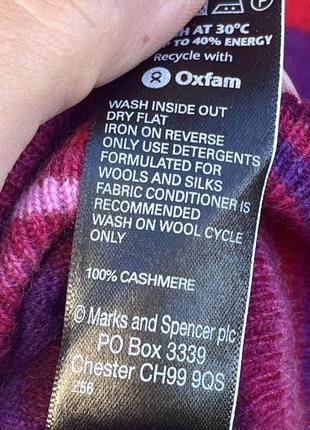 H AT 30°C
TO 40% ENERGY
Recycle with
Oxfam
WASH INSIDE OUT
DRY FLAT
IRON ON REVERSE
ONLY USE DETERGENTS
FORMULATED FOR
WOOLS AND SILKS
FABRIC CONDITIONER IS
RECOMMENDED
WASH ON WOOL CYCLE
ONLY
100% CASHMERE
© Marks and Spencer plc
PO Box 3339
Chester CH99 9QS
256